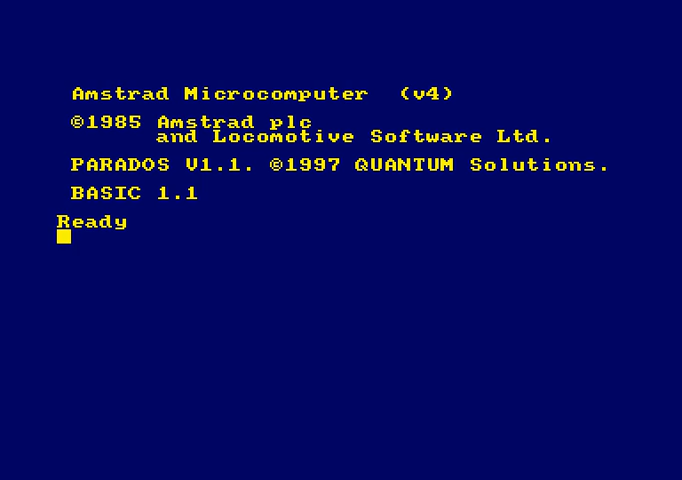 Amstrad Microcomputer (v4)
©1985 Amstrad plc
and Locomotive Software Ltd.
PARADOS V1.1. ©1997 QUANTUM Solutions.
BASIC 1.1
Ready